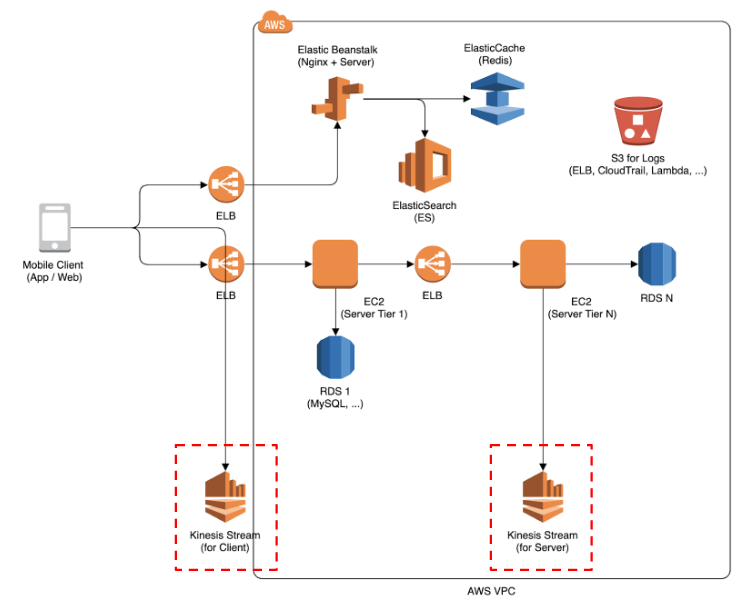 AWS
Elastic Beanstalk
(Nginx + Server)
ElasticCache
(Redis)
S3 for Logs
(ELB, CloudTrail, Lambda, ...)
ElasticSearch
(ES)
ELB
Mobile Client
(App / Web)
ELB
EC2
(Server Tier 1)
ELB
EC2
(Server Tier N)
RDS N
RDS 1
(MySQL, ...)
Kinesis Stream
(for Client)
Kinesis Stream
(for Server)
AWS VPC